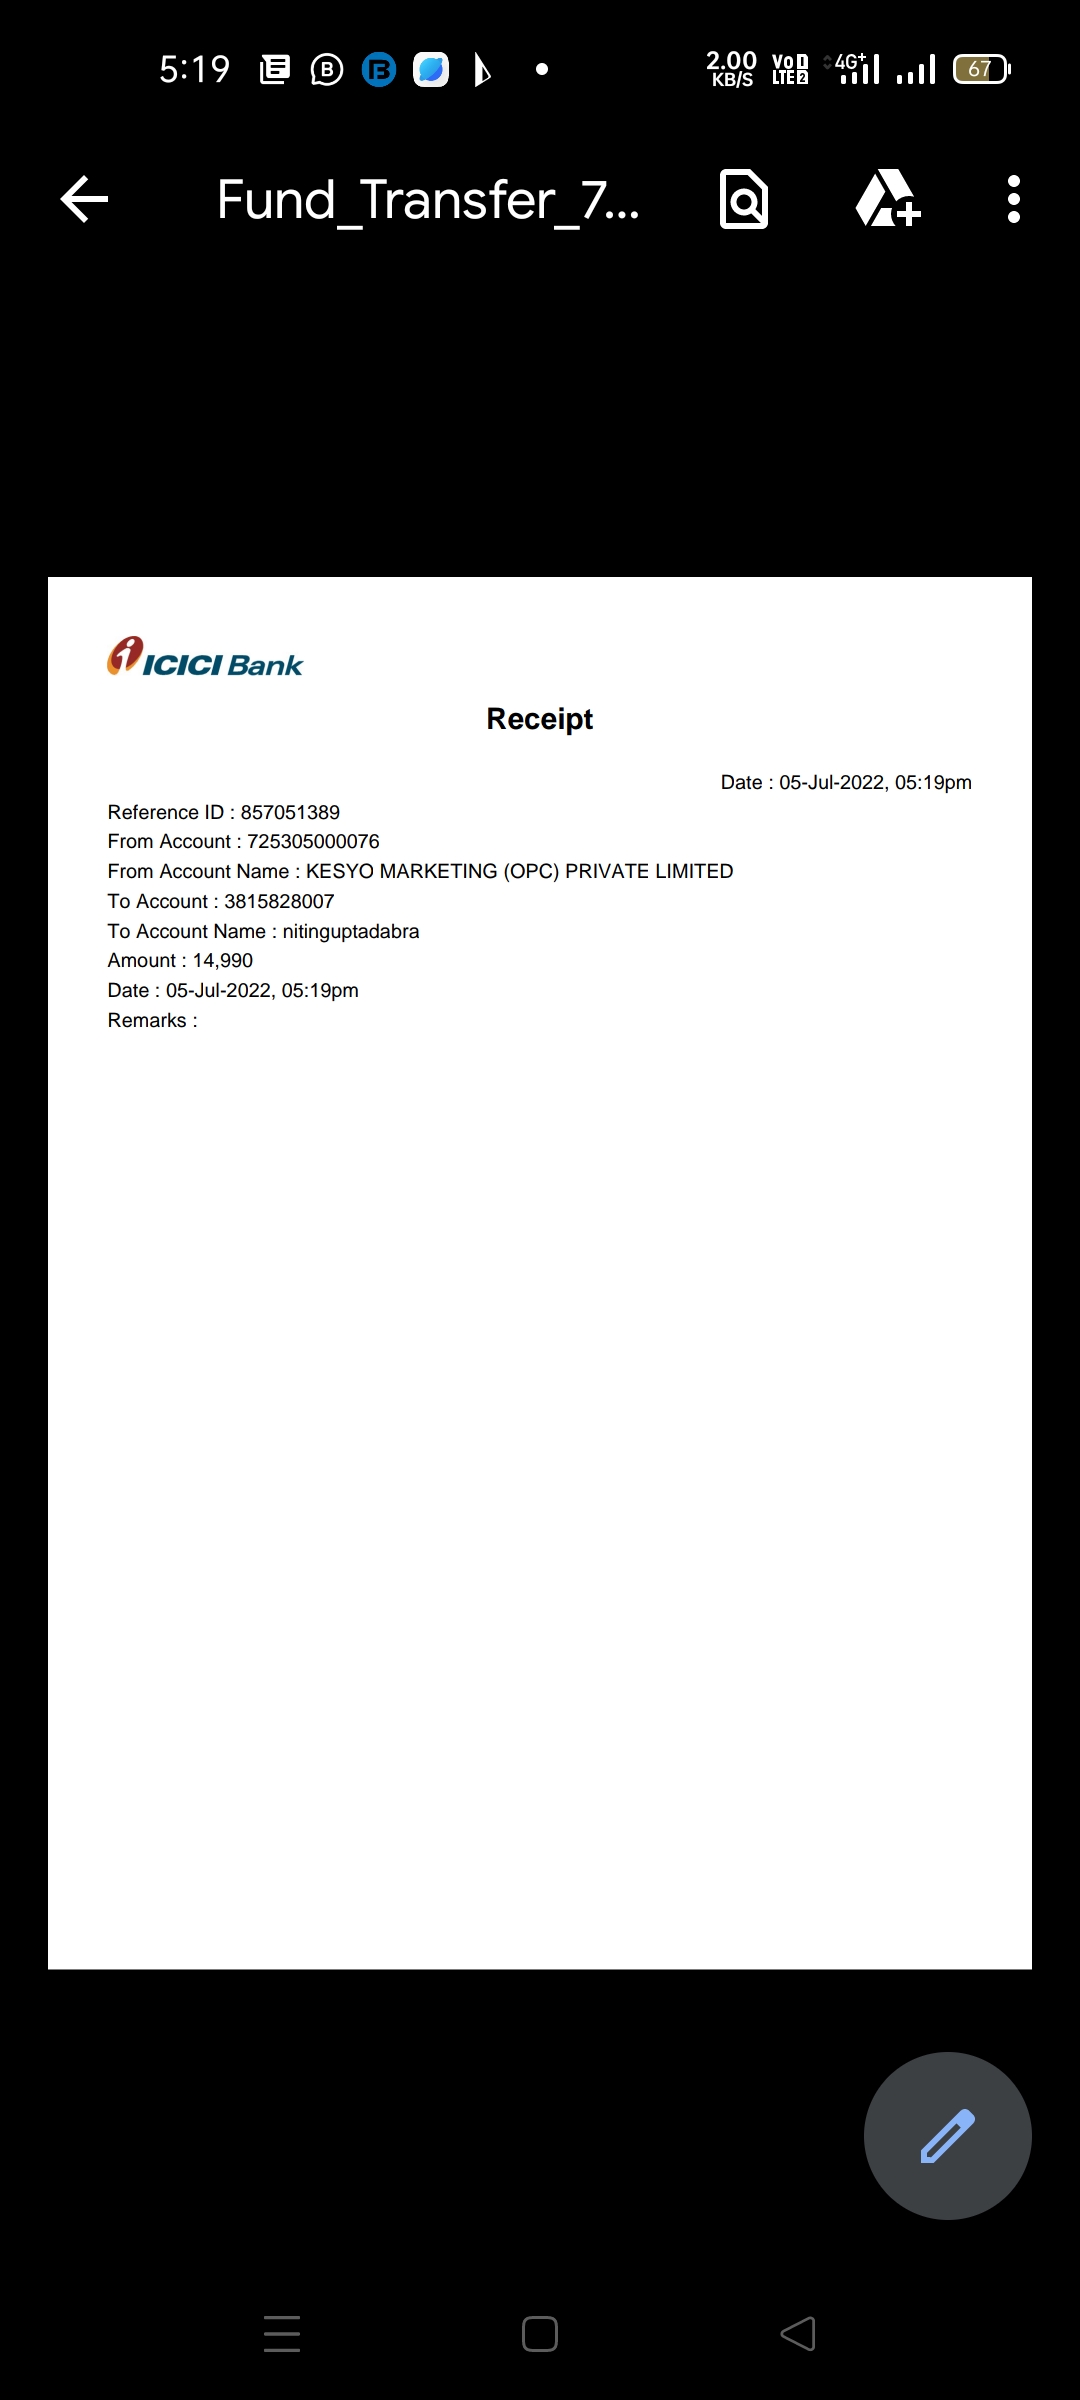 5:19 2.00 KB/S VoD LTE2 4G+ 67
Fund_Transfer_7...
ICICI Bank
Receipt
Date : 05-Jul-2022, 05:19pm
Reference ID : 857051389
From Account : 725305000076
From Account Name : KESYO MARKETING (OPC) PRIVATE LIMITED
To Account : 3815828007
To Account Name : nitinguptadabra
Amount : 14,990
Date : 05-Jul-2022, 05:19pm
Remarks :